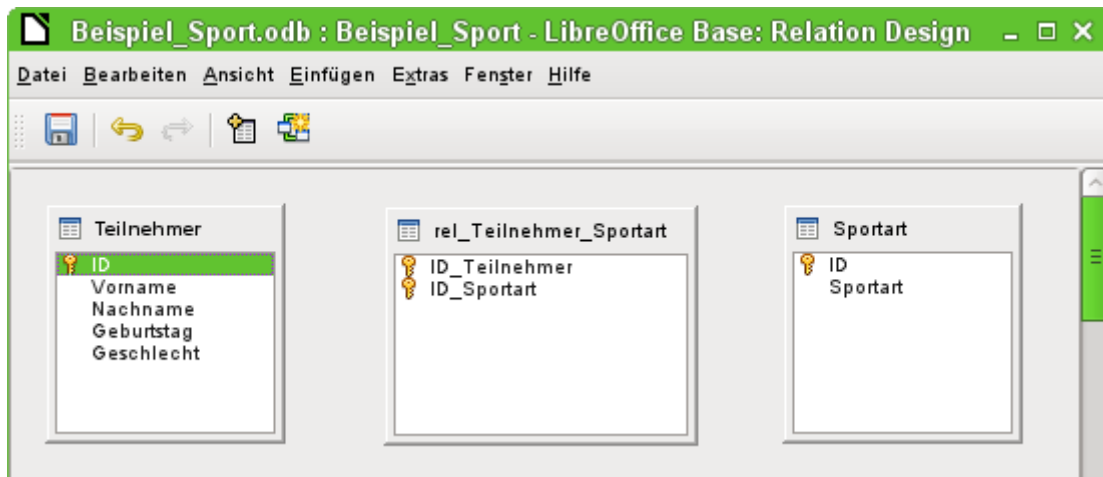 Beispiel_Sport.odb : Beispiel_Sport - LibreOffice Base: Relation Design
Datei Bearbeiten Ansicht Einfügen Extras Fenster Hilfe
Teilnehmer
ID
Vorname
Nachname
Geburtstag
Geschlecht
rel_Teilnehmer_Sportart
ID_Teilnehmer
ID_Sportart
Sportart
ID
Sportart